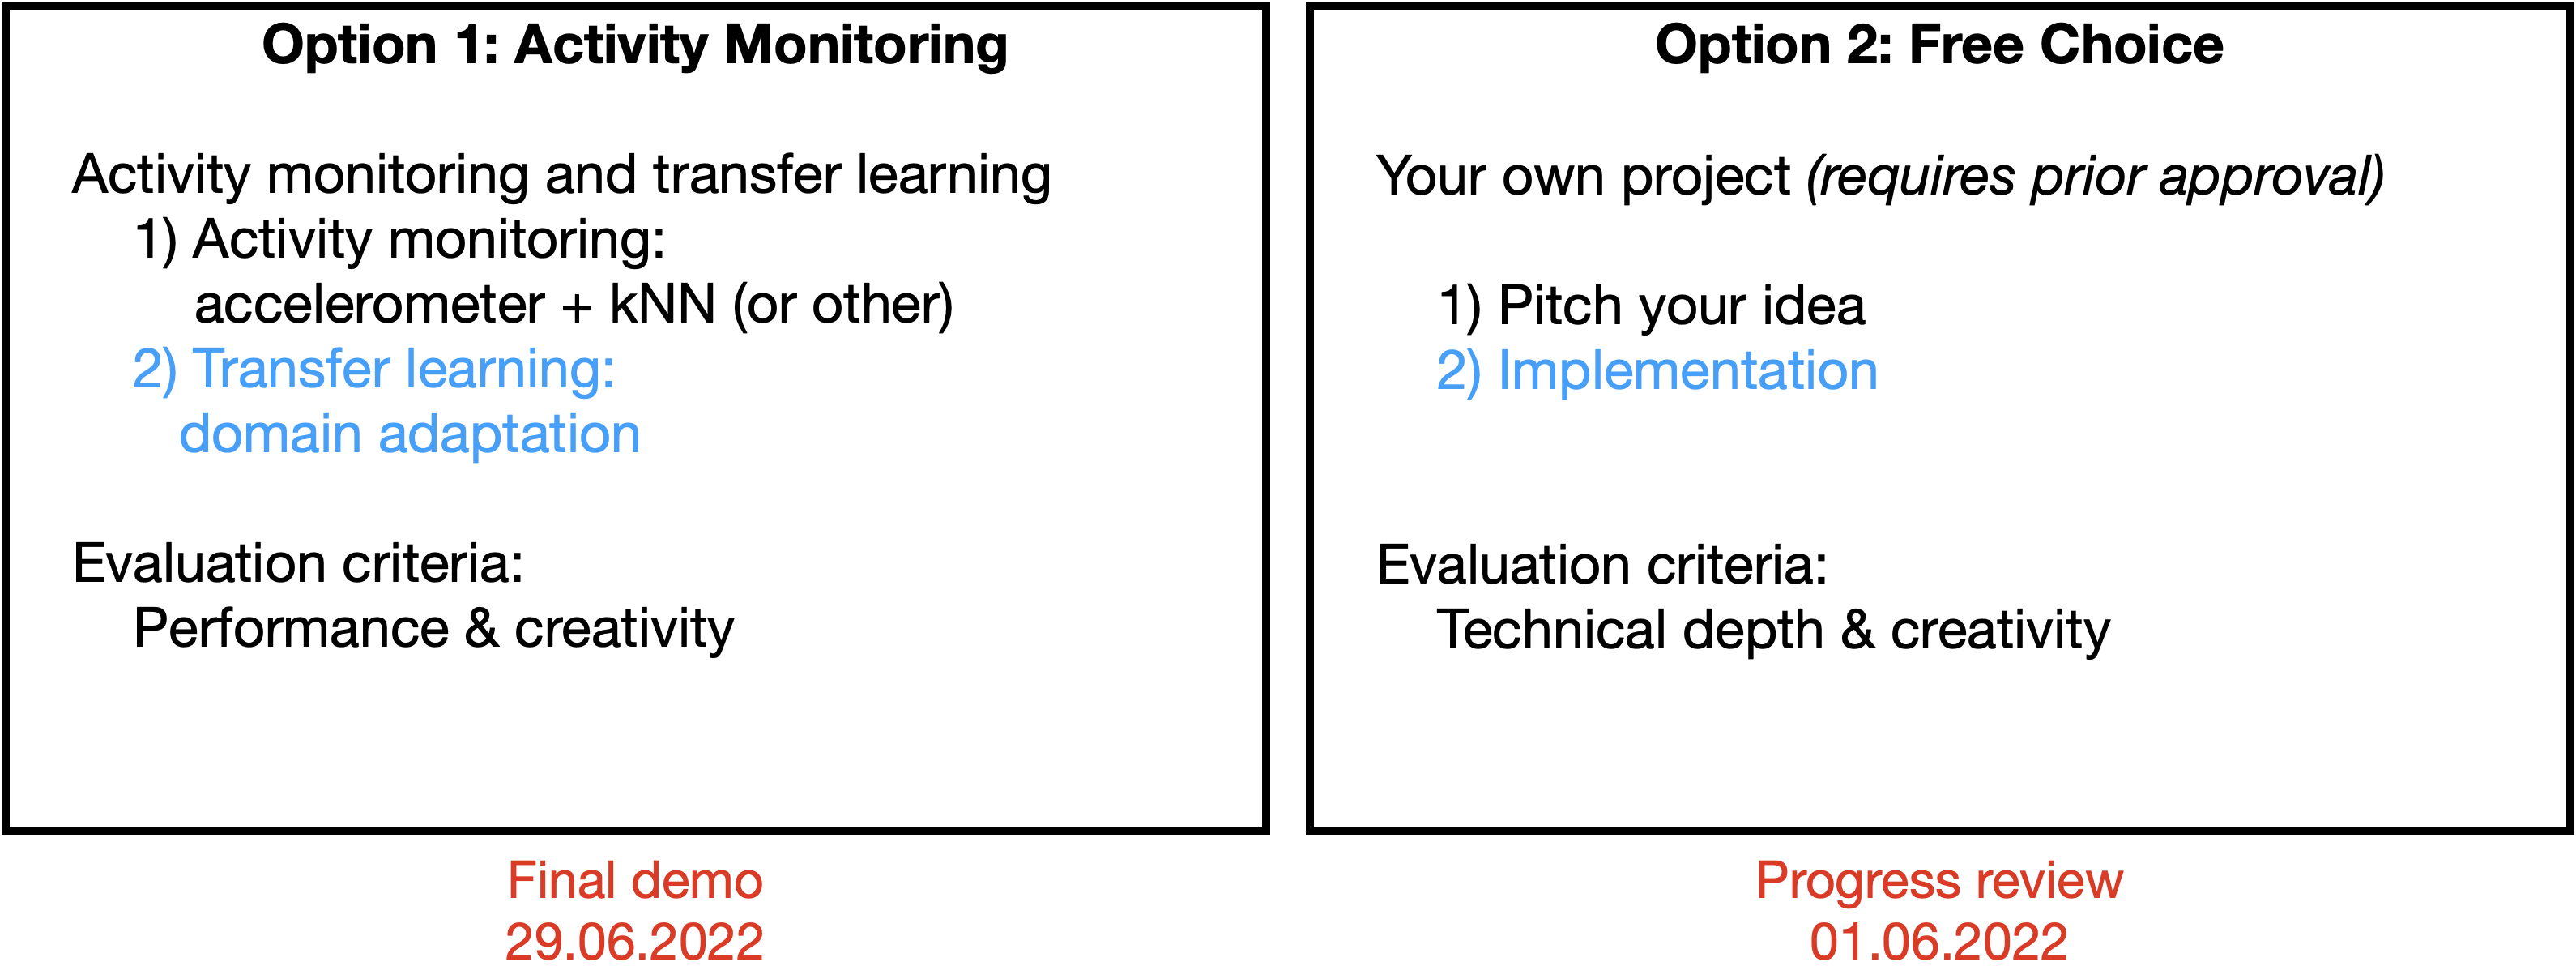 Option 1: Activity Monitoring
Activity monitoring and transfer learning
1) Activity monitoring:
accelerometer + kNN (or other)
2) Transfer learning:
domain adaptation
Evaluation criteria:
Performance & creativity
Final demo
29.06.2022
Option 2: Free Choice
Your own project (requires prior approval)
1) Pitch your idea
2) Implementation
Evaluation criteria:
Technical depth & creativity
Progress review
01.06.2022